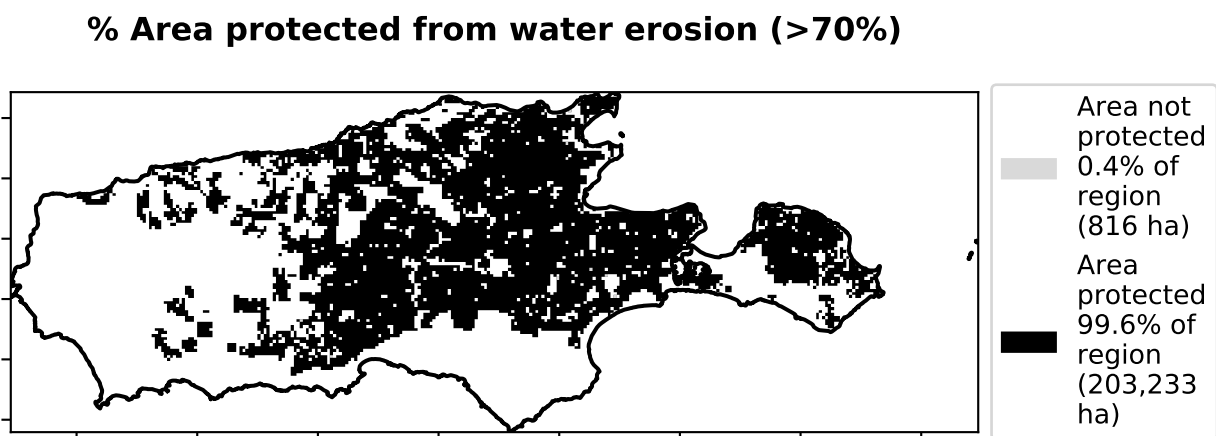 % Area protected from water erosion (>70%)
Area not
protected
0.4% of
region
(816 ha)
Area
protected
99.6% of
region
(203,233
ha)